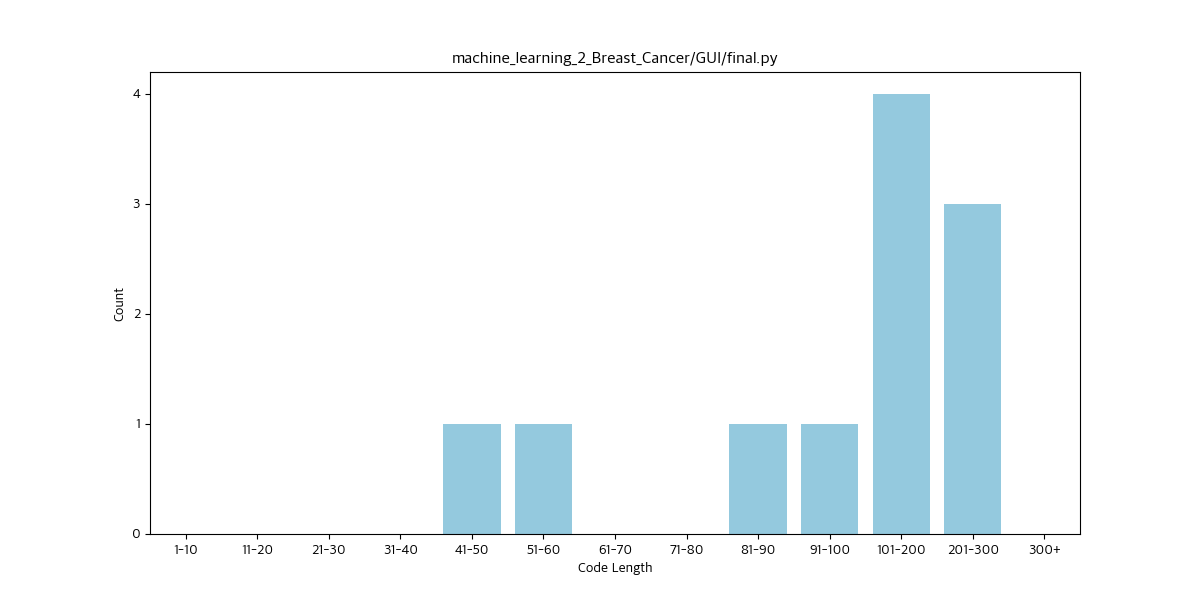 machine_learning_2_Breast_Cancer/GUI/final.py
4
3
2
1
0
Count
1-10 11-20 21-30 31-40 41-50 51-60 61-70 71-80 81-90 91-100 101-200 201-300 300+
Code Length